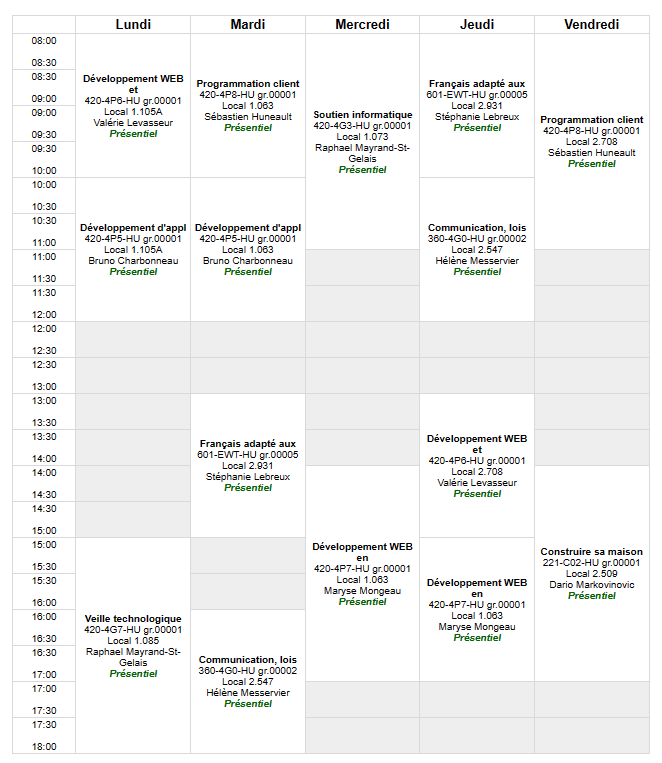 Lundi Mardi Mercredi Jeudi Vendredi
08:00
08:30
08:30
09:00
09:00
09:30
09:30
10:00
10:00
10:30
10:30
11:00
11:00
11:30
11:30
12:00
12:00
12:30
12:30
13:00
13:00
13:30
13:30
14:00
14:00
14:30
14:30
15:00
15:00
15:30
15:30
16:00
16:00
16:30
16:30
17:00
17:00
17:30
17:30
18:00
Développement WEB
et
420-4P6-HU gr.00001
Local 1.105A
Valérie Levasseur
Présentiel
Développement d'appl
420-4P5-HU gr.00001
Local 1.105A
Bruno Charbonneau
Présentiel
Veille technologique
420-4G7-HU gr.00001
Local 1.085
Raphael Mayrand-St-
Gelais
Présentiel
Programmation client
420-4P8-HU gr.00001
Local 1.063
Sébastien Huneault
Présentiel
Développement d'appl
420-4P5-HU gr.00001
Local 1.063
Bruno Charbonneau
Présentiel
Français adapté aux
601-EWT-HU gr.00005
Local 2.931
Stéphanie Lebreux
Présentiel
Communication, lois
360-4G0-HU gr.00002
Local 2.547
Hélène Messervier
Présentiel
Soutien informatique
420-4G3-HU gr.00001
Local 1.073
Raphael Mayrand-St-
Gelais
Présentiel
Développement WEB
en
420-4P7-HU gr.00001
Local 1.063
Maryse Mongeau
Présentiel
Français adapté aux
601-EWT-HU gr.00005
Local 2.931
Stéphanie Lebreux
Présentiel
Communication, lois
360-4G0-HU gr.00002
Local 2.547
Hélène Messervier
Présentiel
Développement WEB
et
420-4P6-HU gr.00001
Local 2.708
Valérie Levasseur
Présentiel
Développement WEB
en
420-4P7-HU gr.00001
Local 1.063
Maryse Mongeau
Présentiel
Programmation client
420-4P8-HU gr.00001
Local 2.708
Sébastien Huneault
Présentiel
Construire sa maison
221-C02-HU gr.00001
Local 2.509
Dario Markovinovic
Présentiel